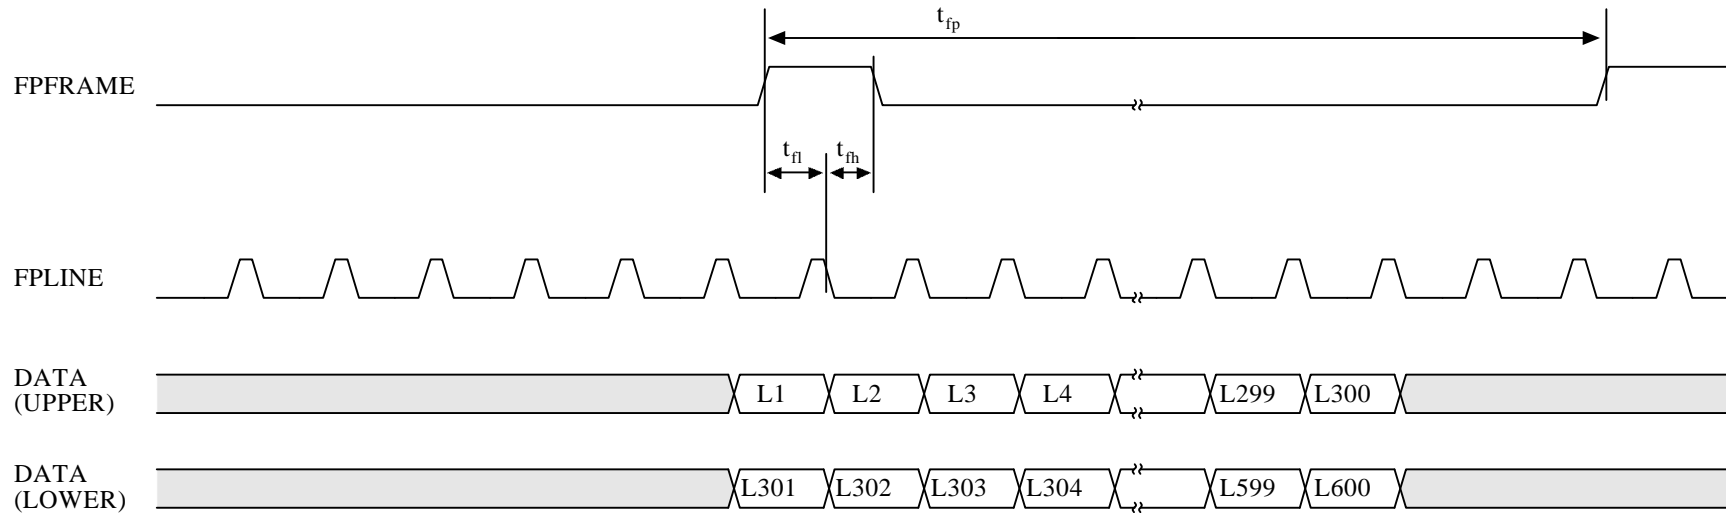 t_fp
FPFRAME
t_fl t_fh
FPLINE
DATA
(UPPER)
L1 L2 L3 L4 L299 L300
DATA
(LOWER)
L301 L302 L303 L304 L599 L600